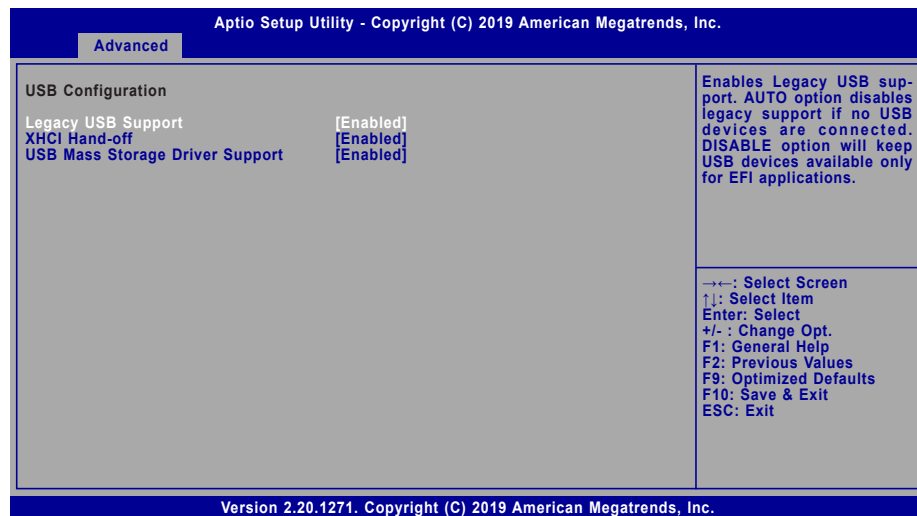 Aptio Setup Utility - Copyright (C) 2019 American Megatrends, Inc.
Advanced
USB Configuration
Legacy USB Support [Enabled]
XHCI Hand-off [Enabled]
USB Mass Storage Driver Support [Enabled]
Enables Legacy USB sup-
port. AUTO option disables
legacy support if no USB
devices are connected.
DISABLE option will keep
USB devices available only
for EFI applications.
→←: Select Screen
↑↓: Select Item
Enter: Select
+/- : Change Opt.
F1: General Help
F2: Previous Values
F9: Optimized Defaults
F10: Save & Exit
ESC: Exit
Version 2.20.1271. Copyright (C) 2019 American Megatrends, Inc.